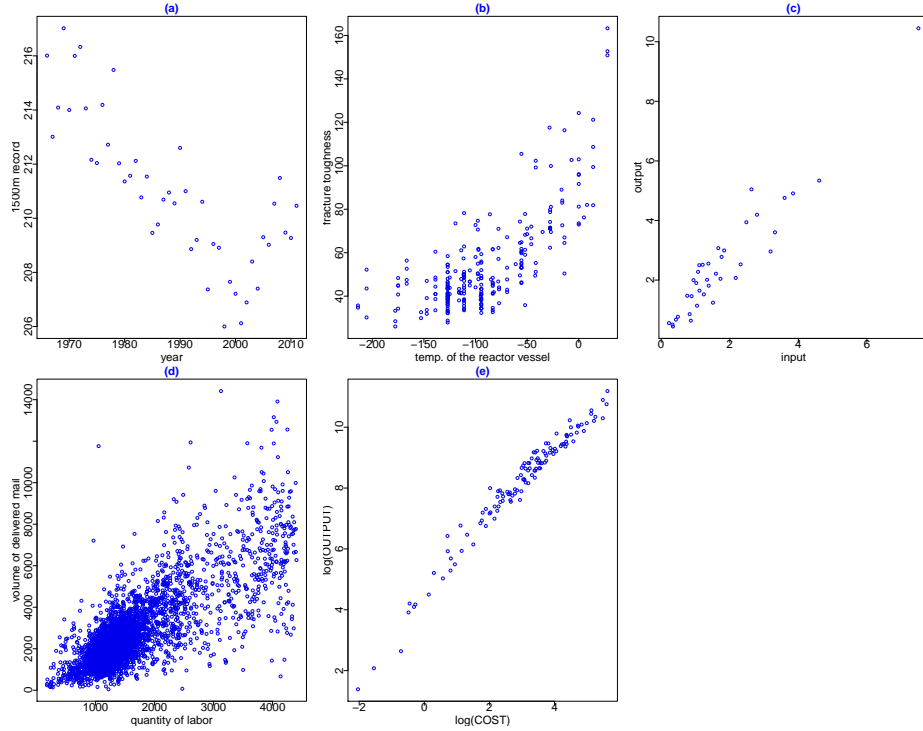 (a)
216
214
212
210
208
206
1500m record
1970 1980 1990 2000 2010
year
(b)
160
140
120
100
80
60
40
fracture toughness
−200 −150 −100 −50 0
temp. of the reactor vessel
(c)
10
8
6
4
2
output
0 2 4 6
input
(d)
14000
10000
6000
4000
2000
0
volume of delivered mail
1000 2000 3000 4000
quantity of labor
(e)
10
8
6
4
2
log(OUTPUT)
−2 0 2 4
log(COST)